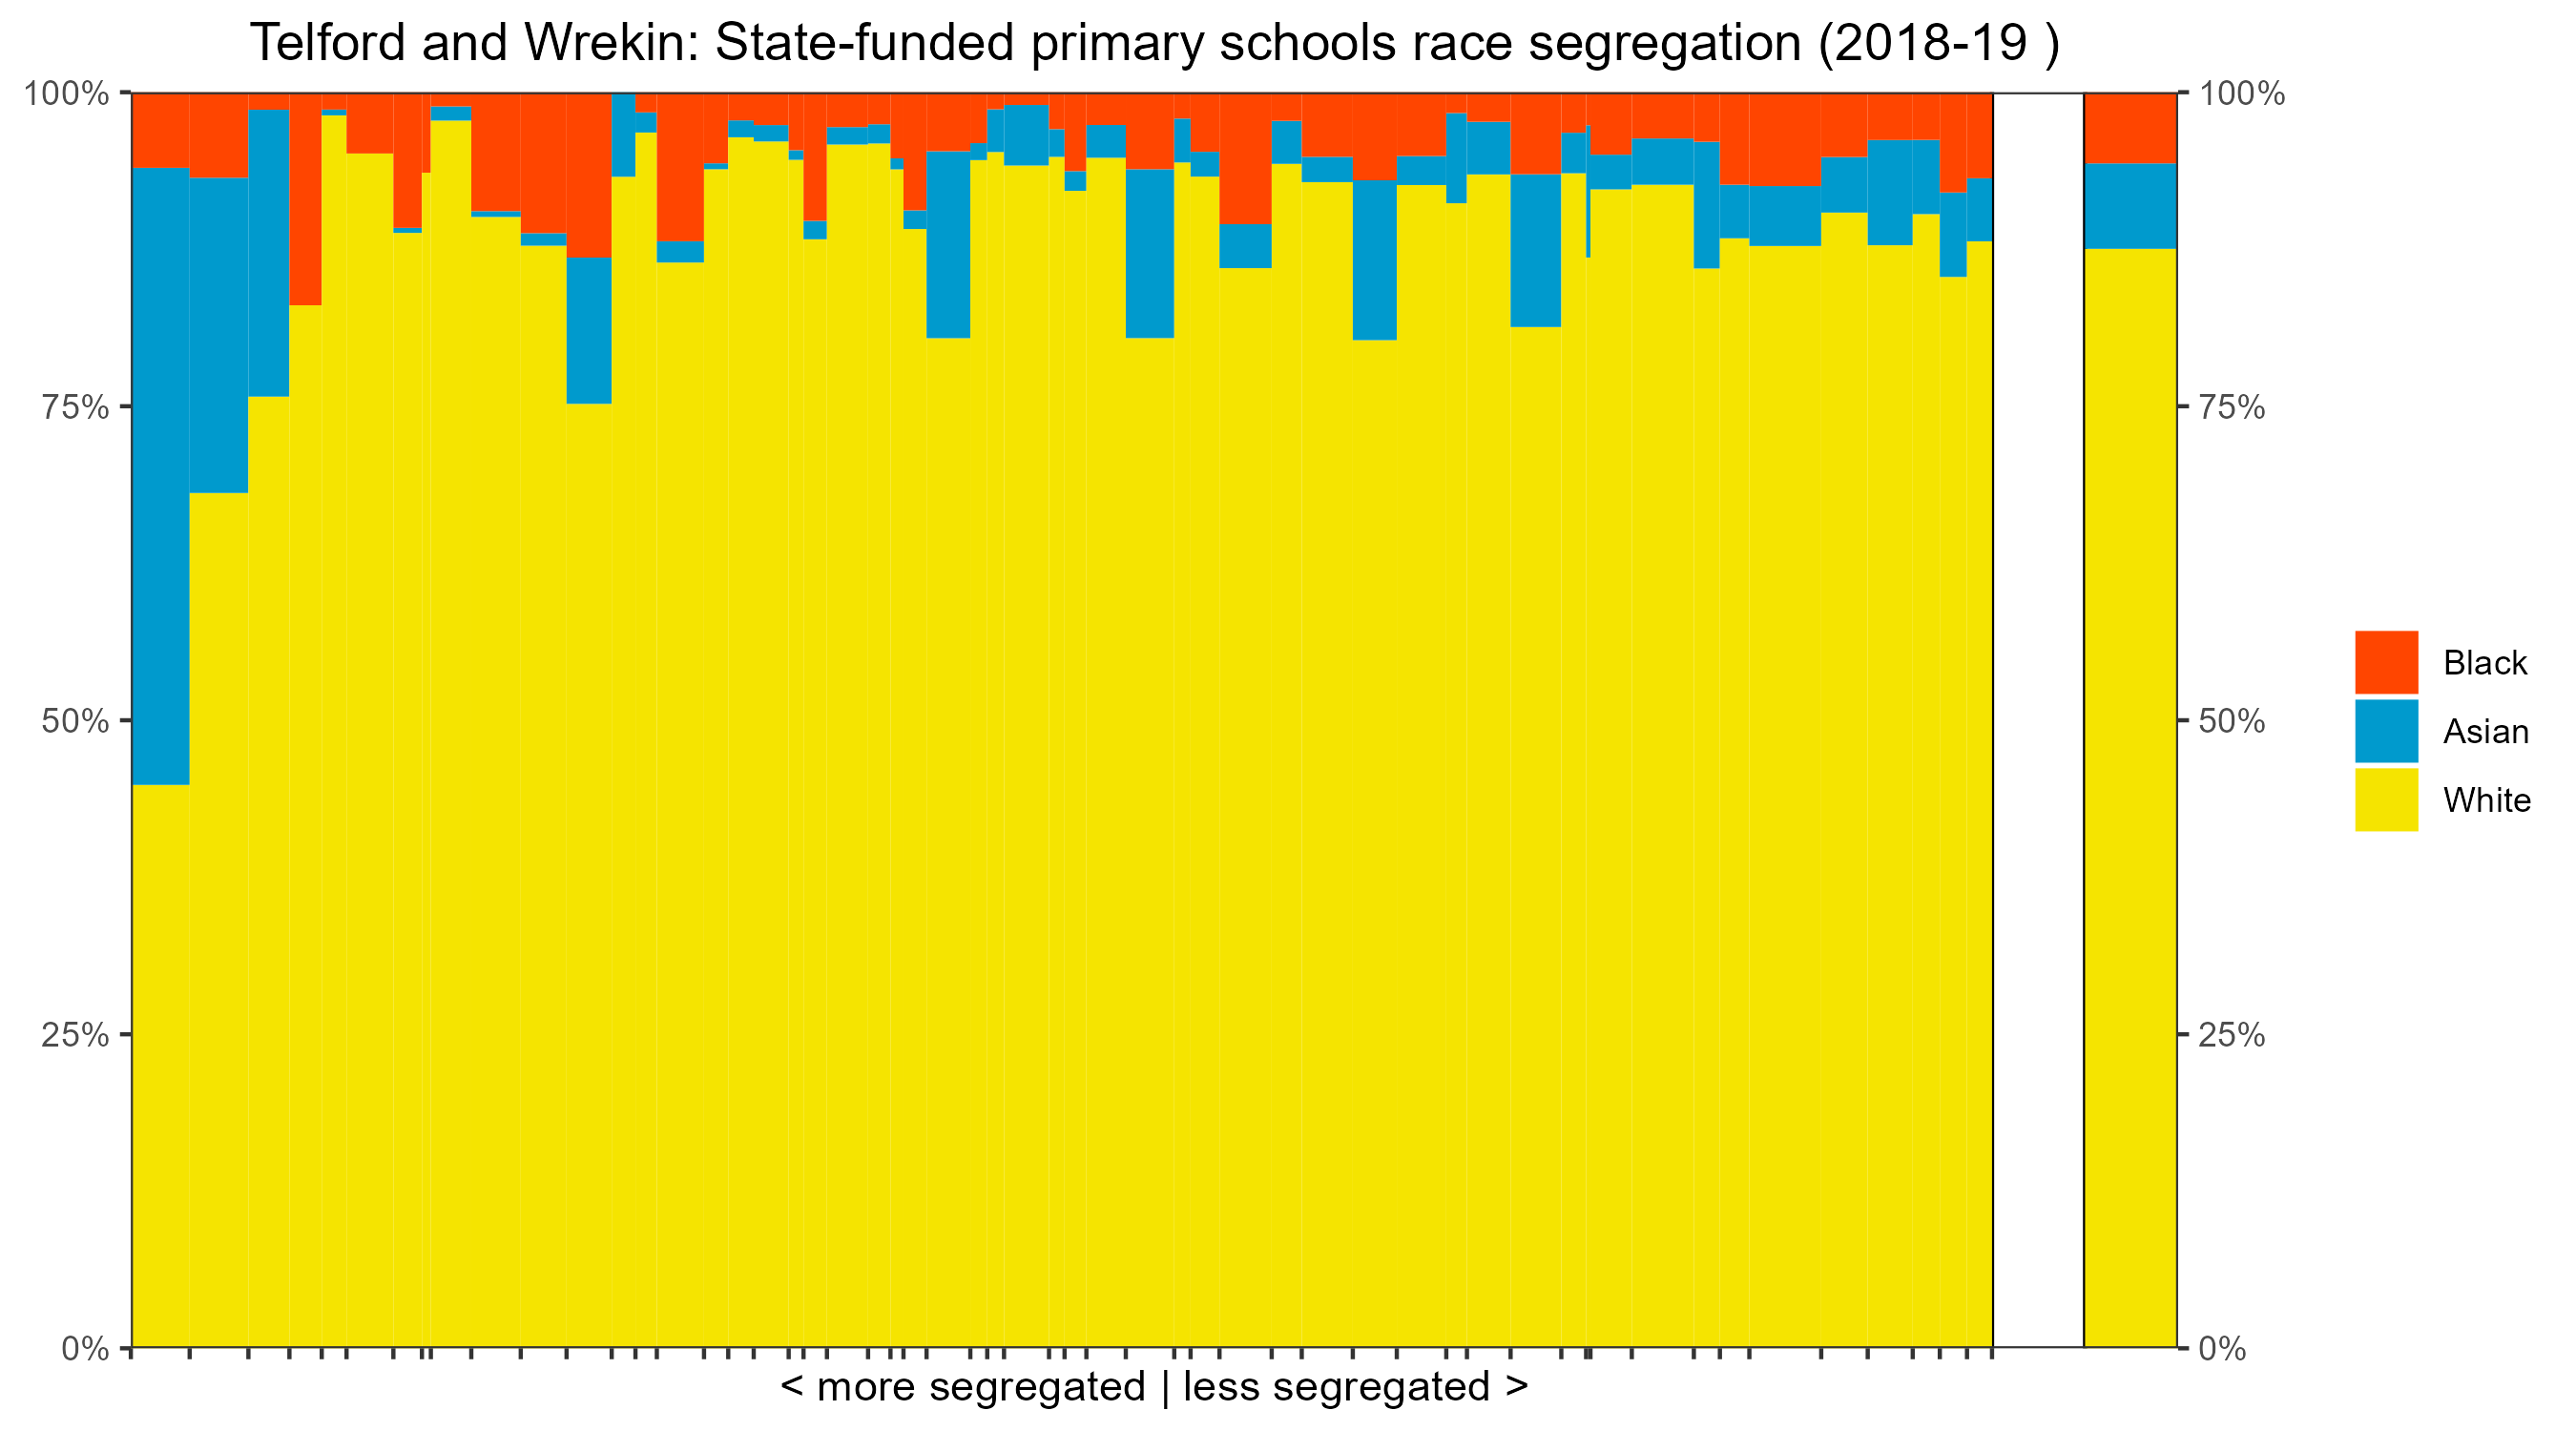 Telford and Wrekin: State-funded primary schools race segregation (2018-19 )
100%
75%
50%
25%
0%
100%
75%
50%
25%
0%
Black
Asian
White
< more segregated | less segregated >